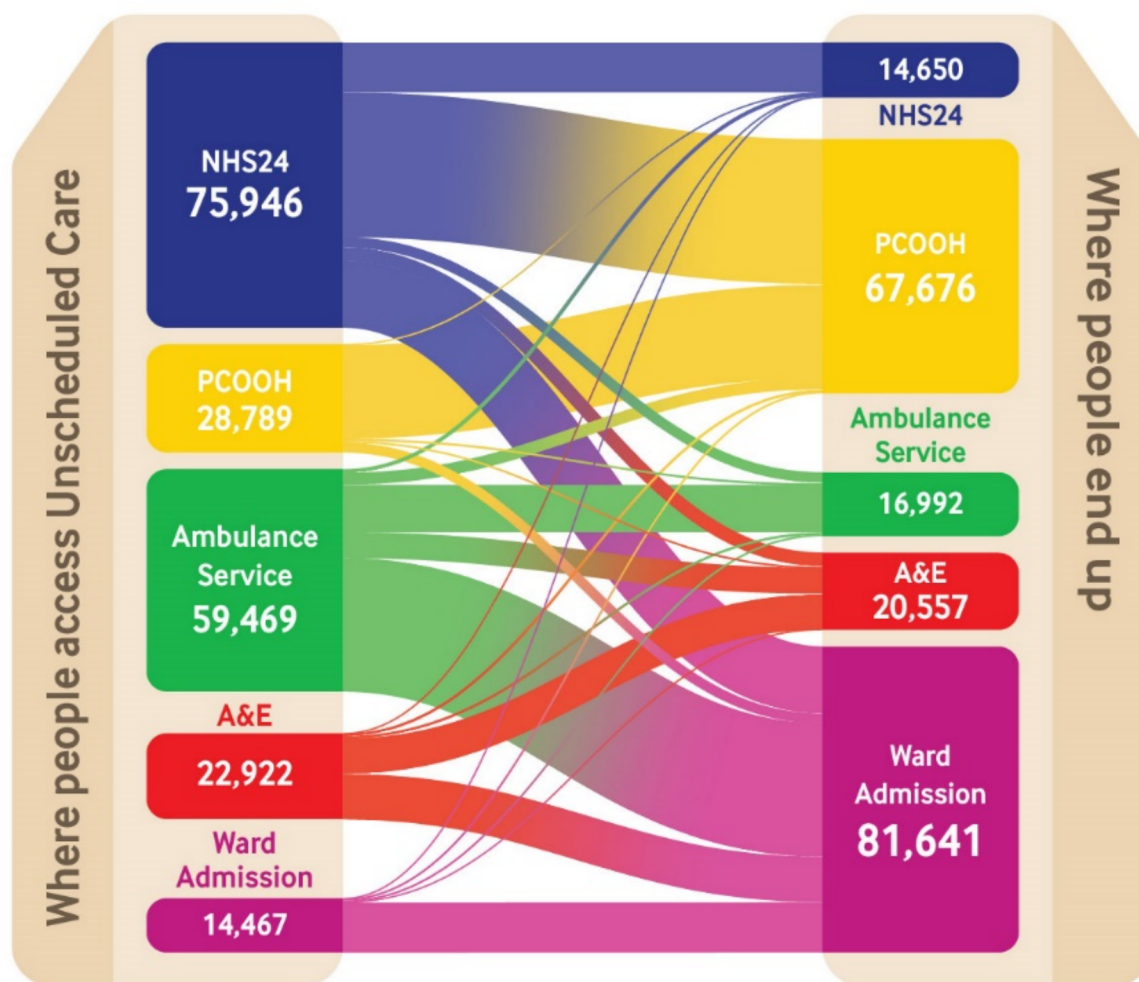 Where people access Unscheduled Care
NHS24
75,946
PCOOH
28,789
Ambulance
Service
59,469
A&E
22,922
Ward
Admission
14,467
14,650
NHS24
PCOOH
67,676
Ambulance
Service
16,992
A&E
20,557
Ward
Admission
81,641
Where people end up